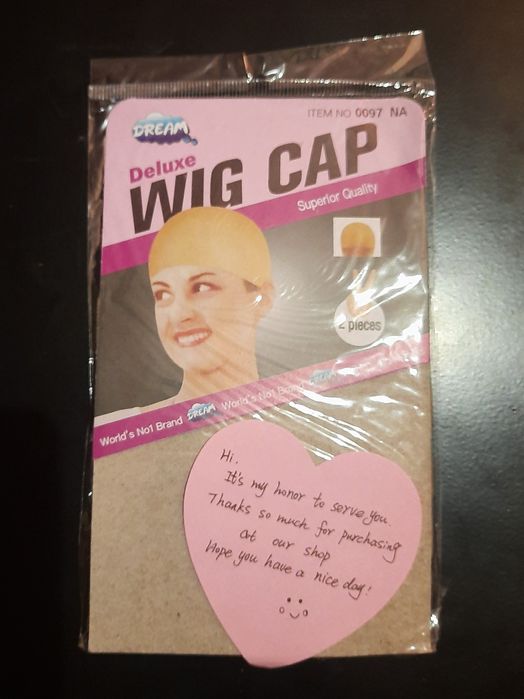 DREAM
ITEM NO 0097 NA
Deluxe
WIG CAP
Superior Quality
2 pieces
World's No1 Brand DREAM World's No1 Brand DREAM
Hi,
It's my honor to serve you.
Thanks so much for purchasing
at our shop
Hope you have a nice day!